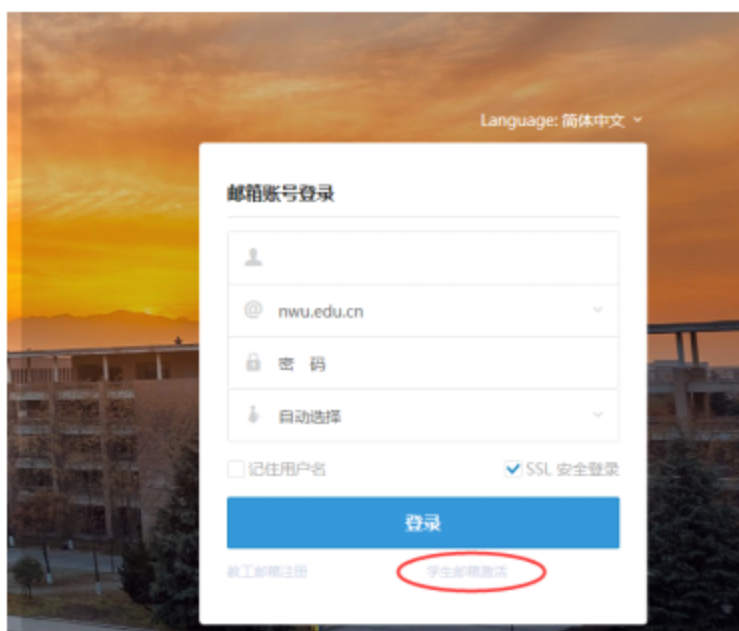 Language: 简体中文
邮箱账号登录
@ nwu.edu.cn
密 码
自动选择
记住用户名
SSL 安全登录
登录
教工邮箱注册
学生邮箱激活